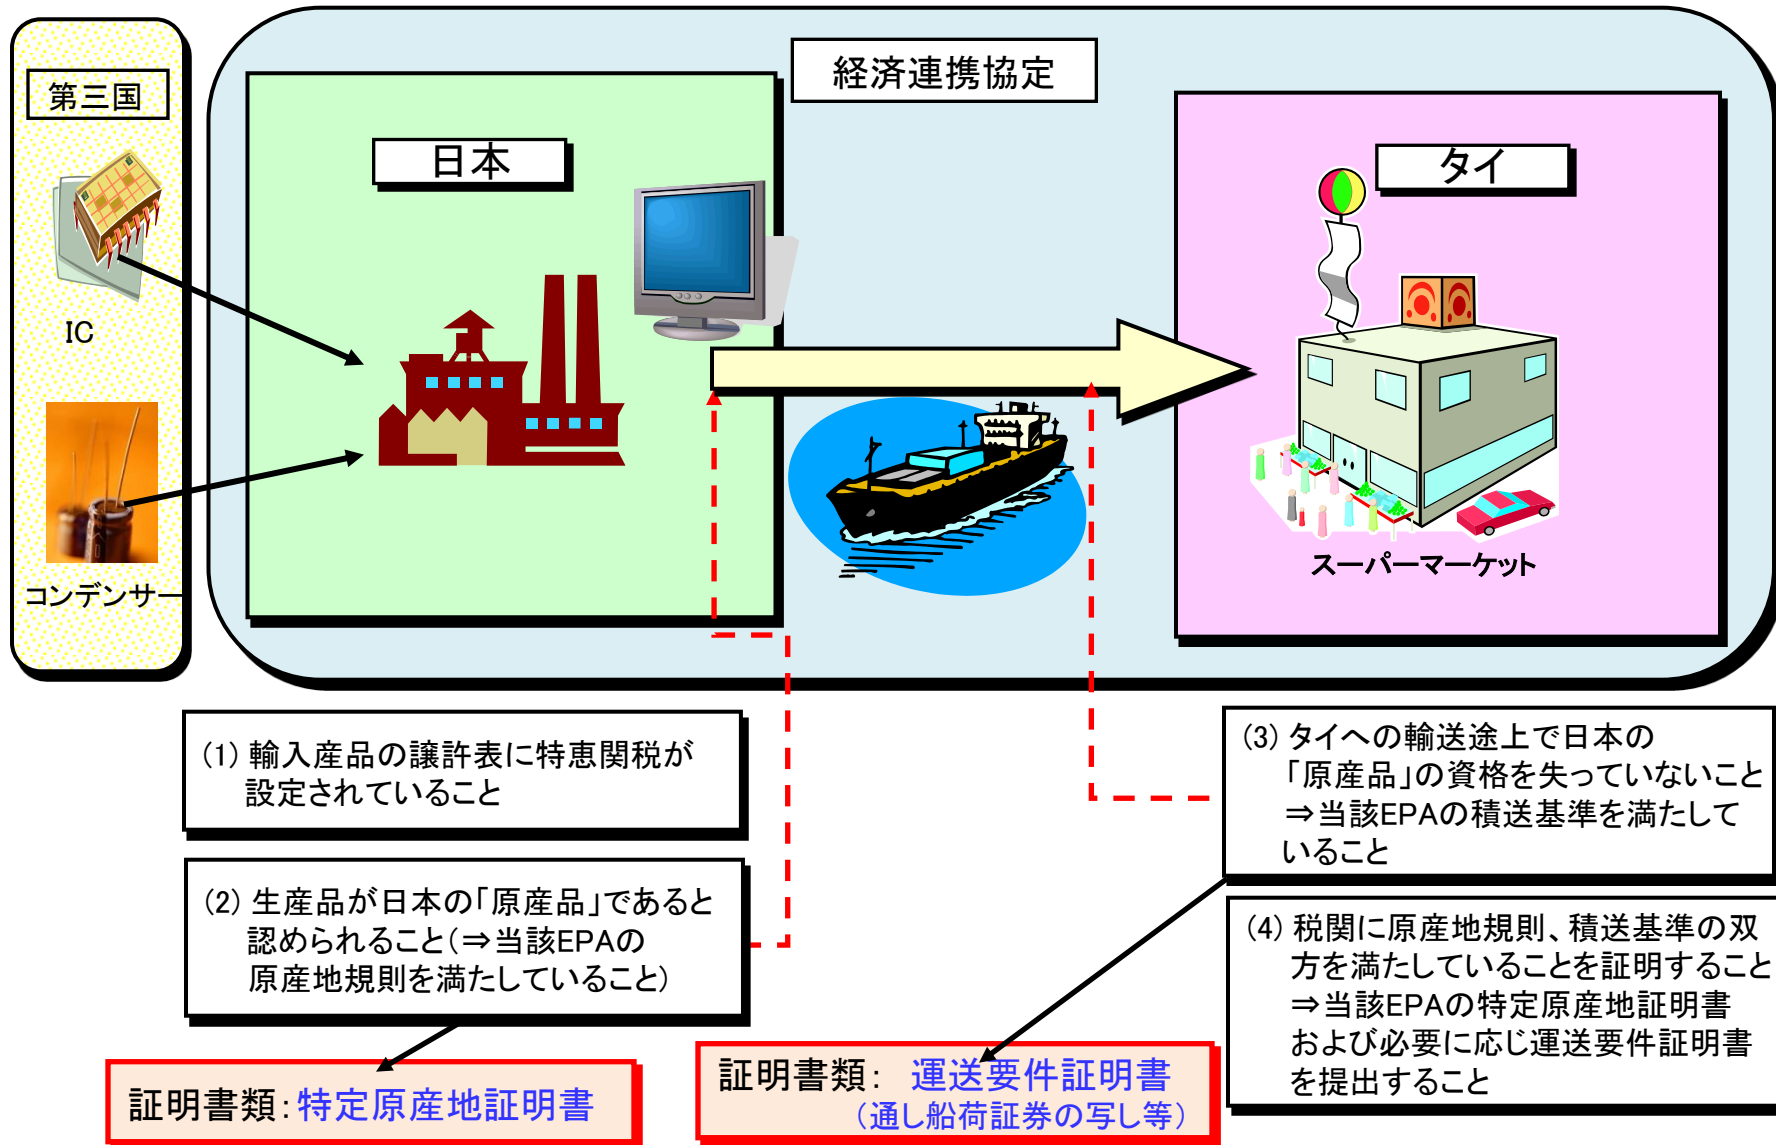 経済連携協定
第三国
日本
タイ
IC
コンデンサー
スーパーマーケット
(1) 輸入産品の譲許表に特恵関税が
設定されていること
(2) 生産品が日本の「原産品」であると
認められること(⇒当該EPAの
原産地規則を満たしていること)
(3) タイへの輸送途上で日本の
「原産品」の資格を失っていないこと
⇒当該EPAの積送基準を満たして
いること
(4) 税関に原産地規則、積送基準の双
方を満たしていることを証明すること
⇒当該EPAの特定原産地証明書
および必要に応じ運送要件証明書
を提出すること
証明書類:特定原産地証明書
証明書類: 運送要件証明書
(通し船荷証券の写し等)